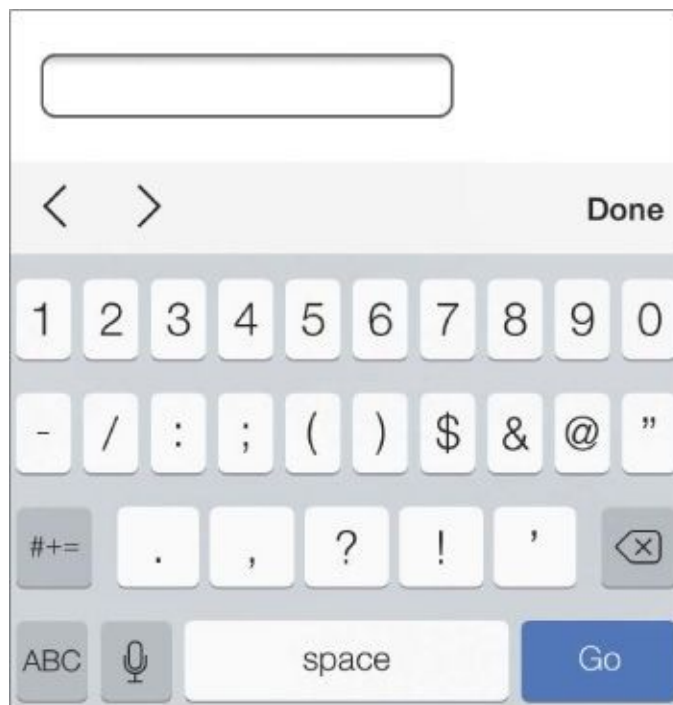 Done
1 2 3 4 5 6 7 8 9 0
- / : ; ( ) $ & @ ”
#+= . , ? ! ’
ABC space Go